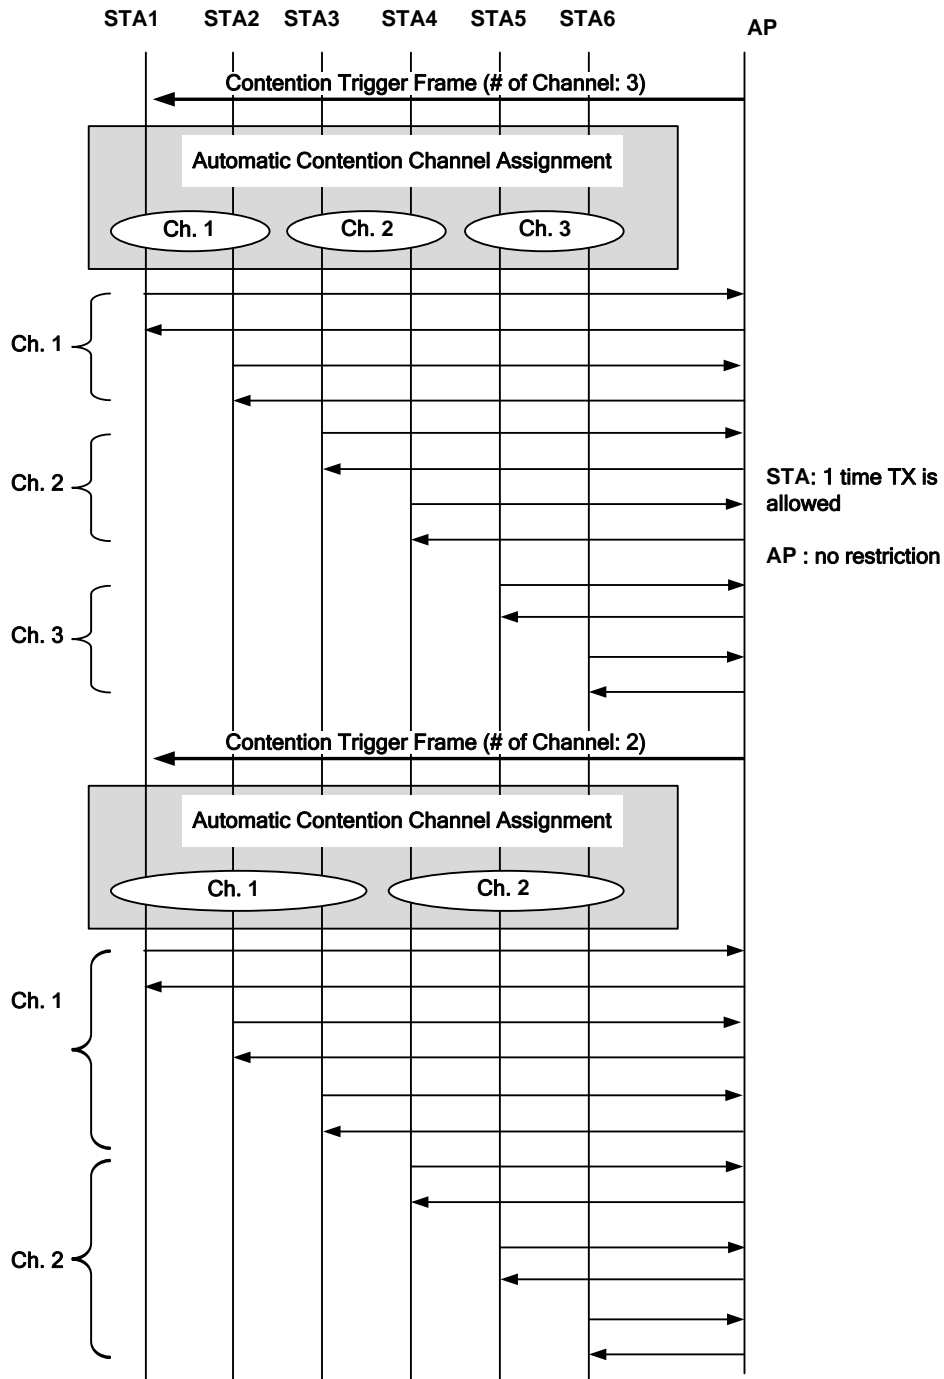 STA1 STA2 STA3 STA4 STA5 STA6 AP
Contention Trigger Frame (# of Channel: 3)
Automatic Contention Channel Assignment
Ch. 1 Ch. 2 Ch. 3
Ch. 1
Ch. 2
STA: 1 time TX is
allowed
AP : no restriction
Ch. 3
Contention Trigger Frame (# of Channel: 2)
Automatic Contention Channel Assignment
Ch. 1 Ch. 2
Ch. 1
Ch. 2